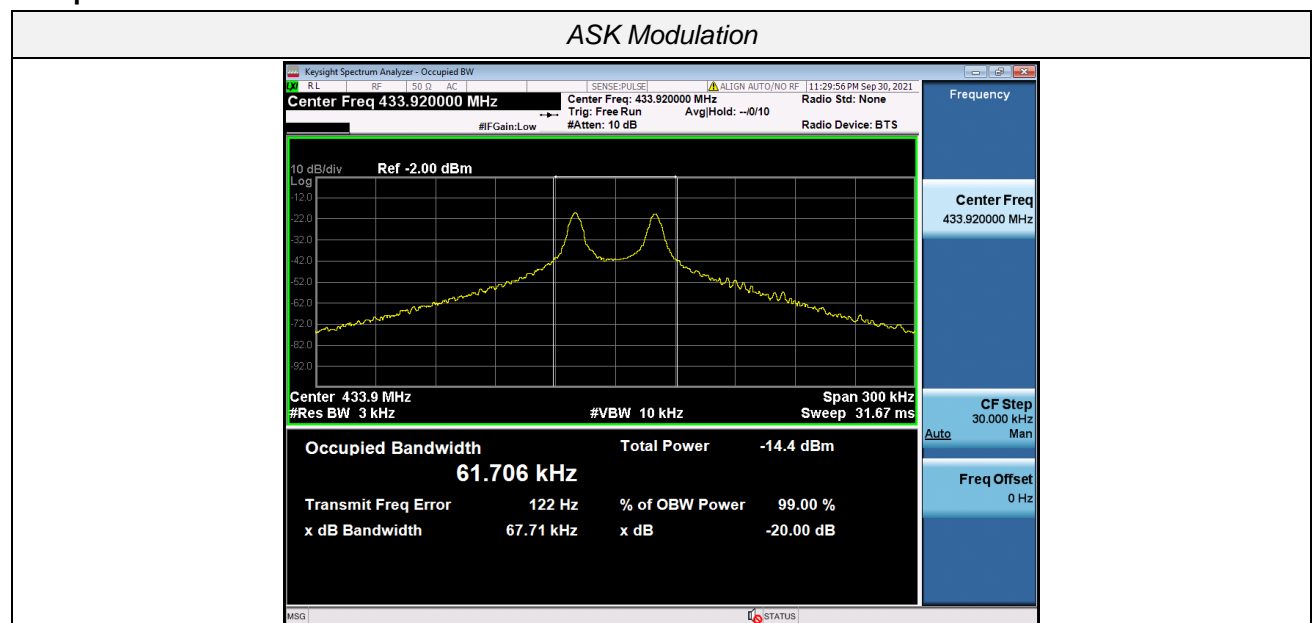 ASK Modulation
Keysight Spectrum Analyzer - Occupied BW
LXI RL RF 50 Ω AC SENSE:PULSE ALIGN AUTO/NO RF 11:29:56 PM Sep 30, 2021
Center Freq 433.920000 MHz Center Freq: 433.920000 MHz Radio Std: None
Trig: Free Run Avg|Hold: --/0/10
#IFGain:Low #Atten: 10 dB Radio Device: BTS
10 dB/div Ref -2.00 dBm
Log
-12.0
-22.0
-32.0
-42.0
-52.0
-62.0
-72.0
-82.0
-92.0
Center 433.9 MHz Span 300 kHz
#Res BW 3 kHz #VBW 10 kHz Sweep 31.67 ms
Occupied Bandwidth Total Power -14.4 dBm
61.706 kHz
Transmit Freq Error 122 Hz % of OBW Power 99.00 %
x dB Bandwidth 67.71 kHz x dB -20.00 dB
MSG STATUS
Frequency
Center Freq
433.920000 MHz
CF Step
30.000 kHz
Auto Man
Freq Offset
0 Hz